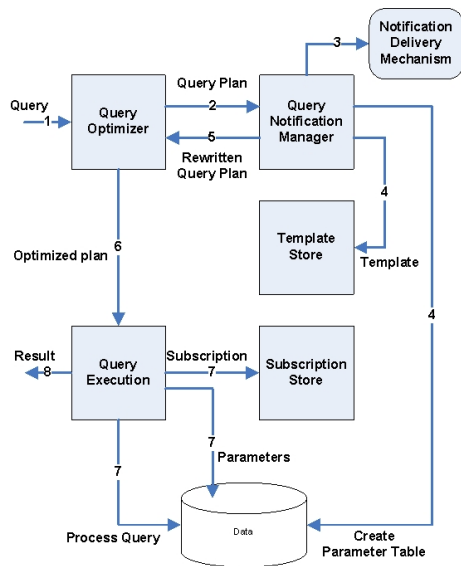 3
Notification
Delivery
Mechanism
Query
1
Query
Optimizer
Query Plan
2
5
Rewritten
Query Plan
Query
Notification
Manager
4
Template
Store
Template
6
Optimized plan
4
Result
8
Query
Execution
Subscription
7
Subscription
Store
7
Parameters
7
Process Query
Data
Create
Parameter Table